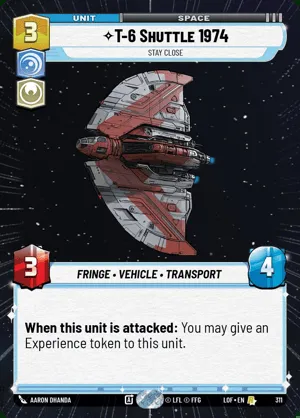 UNIT
SPACE
3
✧T-6 SHUTTLE 1974
STAY CLOSE
3
FRINGE • VEHICLE • TRANSPORT
4
When this unit is attacked: You may give an
Experience token to this unit.
AARON DHANDA
© LFL © FFG
LOF • EN
311